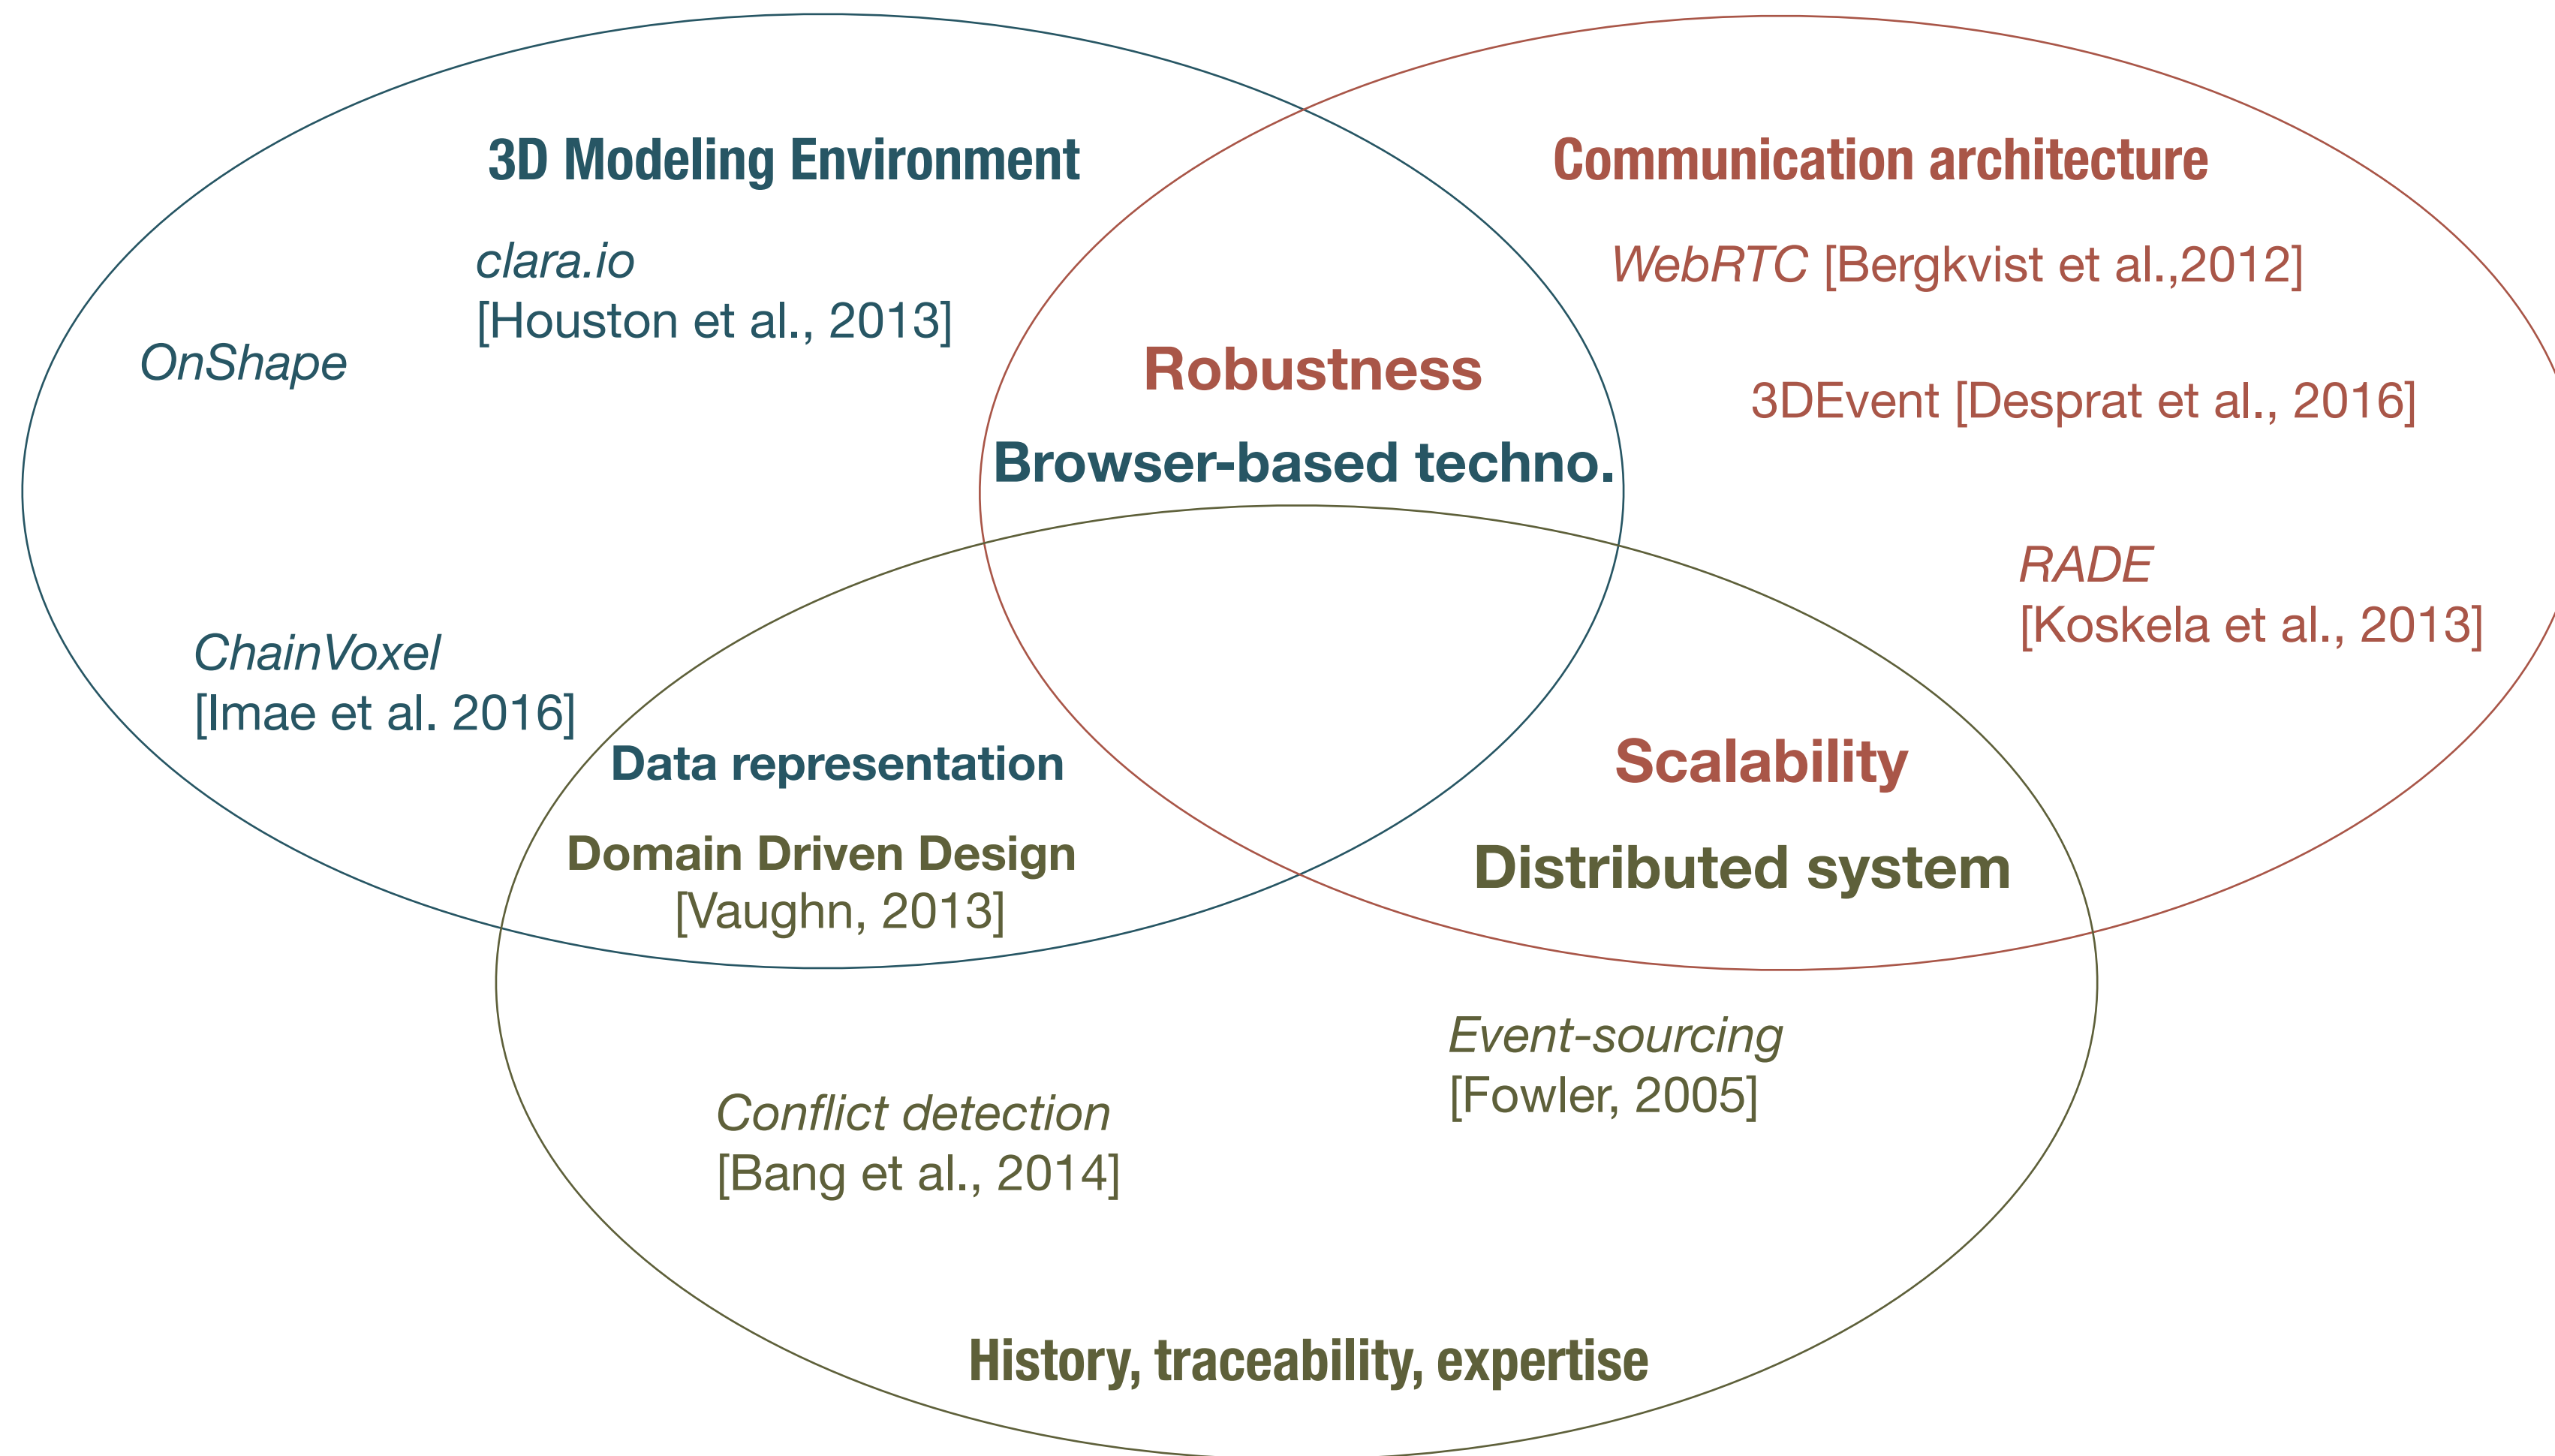 3D Modeling Environment
clara.io
[Houston et al., 2013]
OnShape
ChainVoxel
[Imae et al. 2016]
Communication architecture
WebRTC [Bergkvist et al.,2012]
3DEvent [Desprat et al., 2016]
RADE
[Koskela et al., 2013]
Robustness
Browser-based techno.
Data representation
Domain Driven Design
[Vaughn, 2013]
Scalability
Distributed system
Event-sourcing
[Fowler, 2005]
Conflict detection
[Bang et al., 2014]
History, traceability, expertise